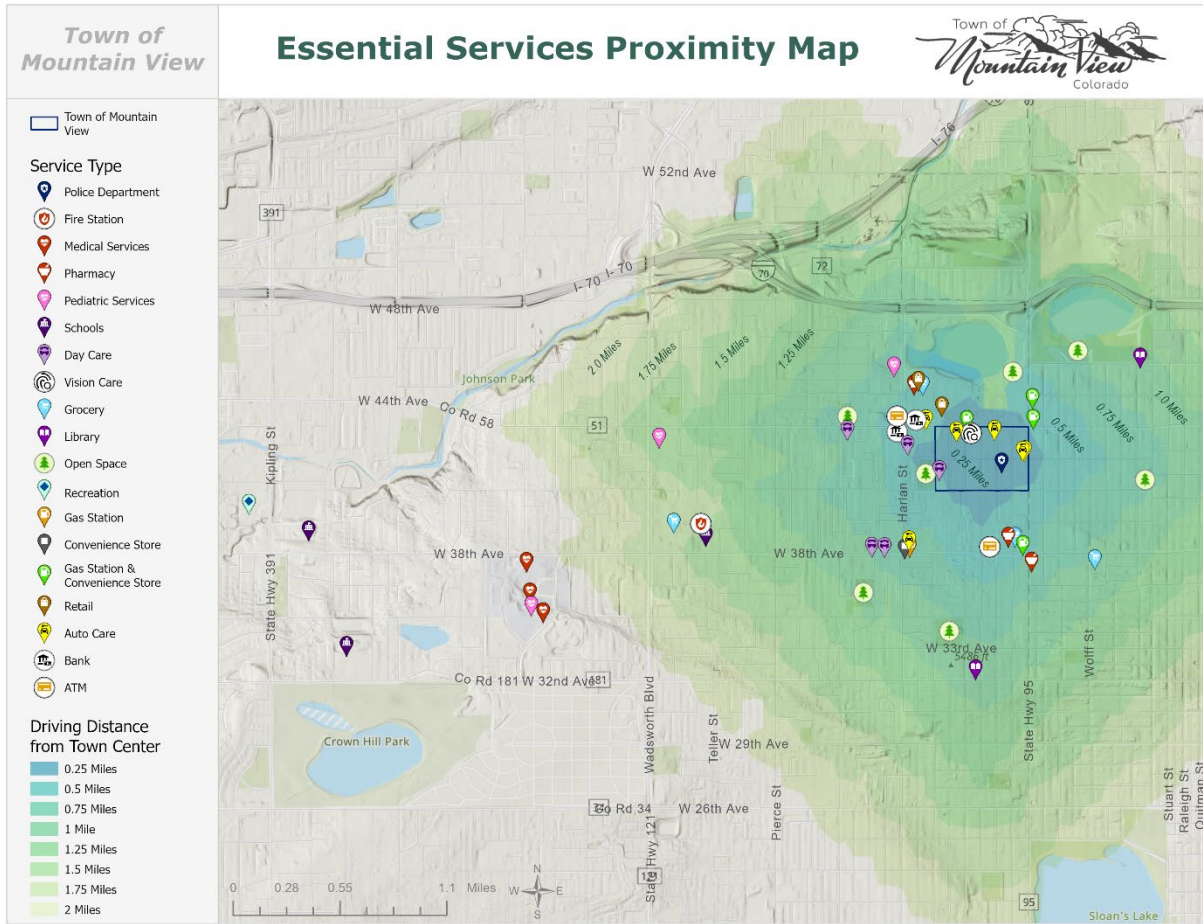 Town of
Mountain View
Essential Services Proximity Map
Town of
Mountain View
Colorado
Town of Mountain
View
Service Type
Police Department
Fire Station
Medical Services
Pharmacy
Pediatric Services
Schools
Day Care
Vision Care
Grocery
Library
Open Space
Recreation
Gas Station
Convenience Store
Gas Station &
Convenience Store
Retail
Auto Care
Bank
ATM
Driving Distance
from Town Center
0.25 Miles
0.5 Miles
0.75 Miles
1 Mile
1.25 Miles
1.5 Miles
1.75 Miles
2 Miles
I-76
W 52nd Ave
391
I-70 I-70
70
72
W 48th Ave
2.0 Miles
1.75 Miles
1.5 Miles
1.25 Miles
Johnson Park
W 44th Ave
Co Rd 58
51
1.0 Miles
0.75 Miles
0.5 Miles
0.25 Miles
Kipling St
Harlan St
W 38th Ave
W 38th Ave
State Hwy 391
W 33rd Ave
5486 ft
Wolff St
Co Rd 181 W 32nd Ave
181
Crown Hill Park
Wadsworth Blvd
Teller St
W 29th Ave
State Hwy 95
Co Rd 34
W 26th Ave
Pierce St
Stuart St
Raleigh St
Quitman St
State Hwy 121
0 0.28 0.55 1.1 Miles
N
W E
S
95
Sloan's Lake